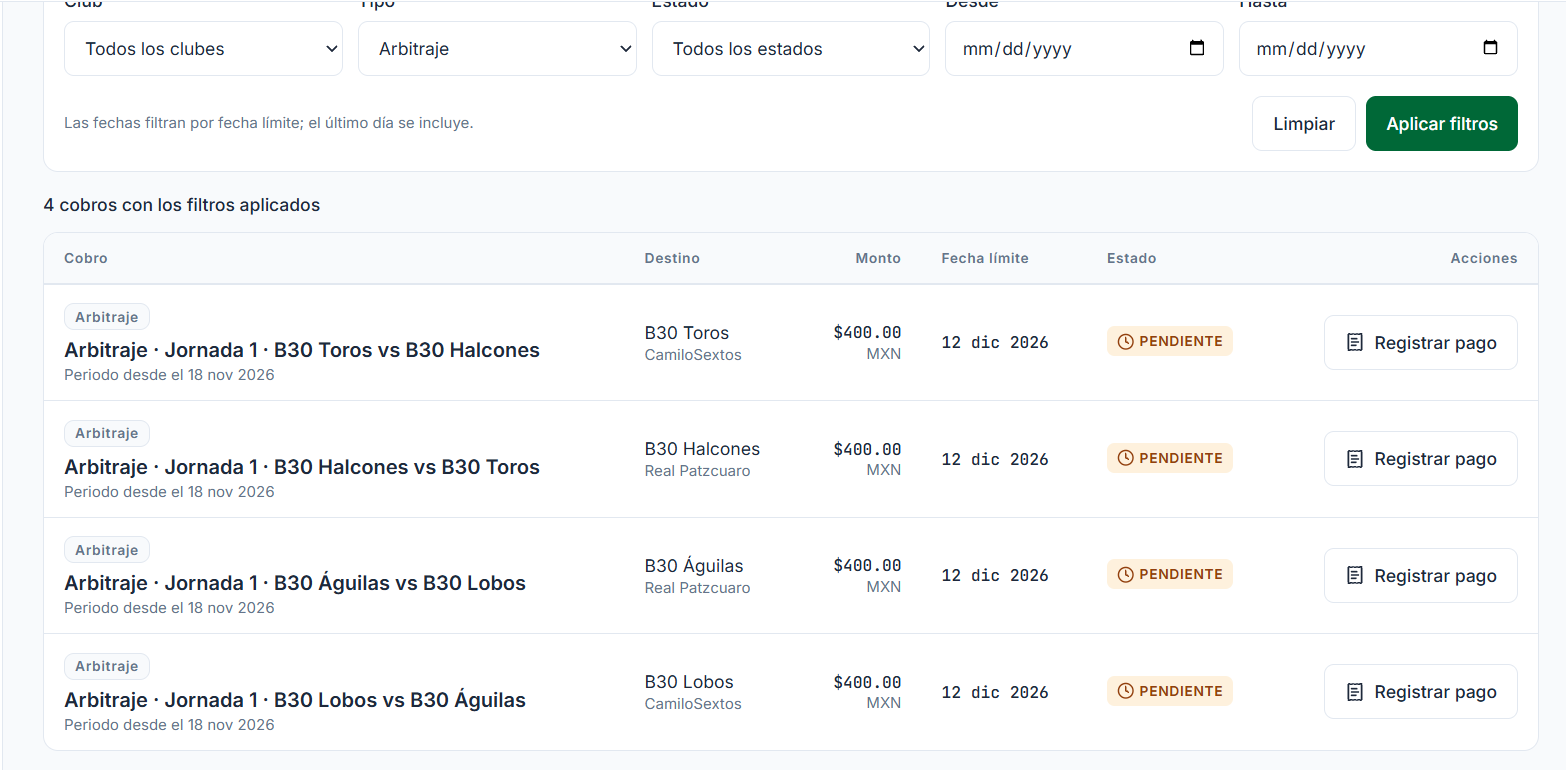 Club Tipo Estado Desde Hasta
Todos los clubes Arbitraje Todos los estados mm/dd/yyyy mm/dd/yyyy
Las fechas filtran por fecha límite; el último día se incluye. Limpiar Aplicar filtros
4 cobros con los filtros aplicados
Cobro Destino Monto Fecha límite Estado Acciones
Arbitraje
Arbitraje · Jornada 1 · B30 Toros vs B30 Halcones
Periodo desde el 18 nov 2026
B30 Toros
CamiloSextos
$400.00
MXN
12 dic 2026
PENDIENTE
Registrar pago
Arbitraje
Arbitraje · Jornada 1 · B30 Halcones vs B30 Toros
Periodo desde el 18 nov 2026
B30 Halcones
Real Patzcuaro
$400.00
MXN
12 dic 2026
PENDIENTE
Registrar pago
Arbitraje
Arbitraje · Jornada 1 · B30 Águilas vs B30 Lobos
Periodo desde el 18 nov 2026
B30 Águilas
Real Patzcuaro
$400.00
MXN
12 dic 2026
PENDIENTE
Registrar pago
Arbitraje
Arbitraje · Jornada 1 · B30 Lobos vs B30 Águilas
Periodo desde el 18 nov 2026
B30 Lobos
CamiloSextos
$400.00
MXN
12 dic 2026
PENDIENTE
Registrar pago